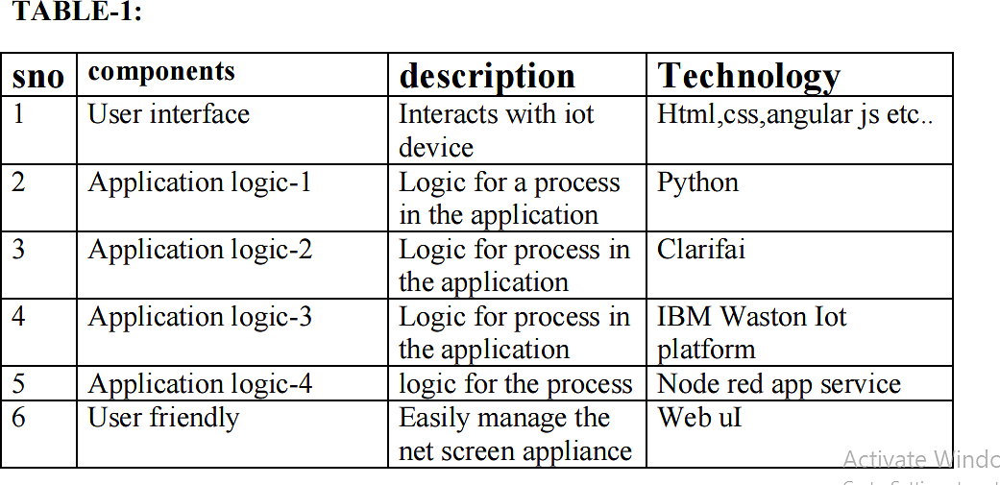 TABLE-1:
sno components description Technology
1 User interface Interacts with iot Html,css,angular js etc..
device
2 Application logic-1 Logic for a process Python
in the application
3 Application logic-2 Logic for process in Clarifai
the application
4 Application logic-3 Logic for process in IBM Waston Iot
the application platform
5 Application logic-4 logic for the process Node red app service
6 User friendly Easily manage the Web uI
net screen appliance
Activate